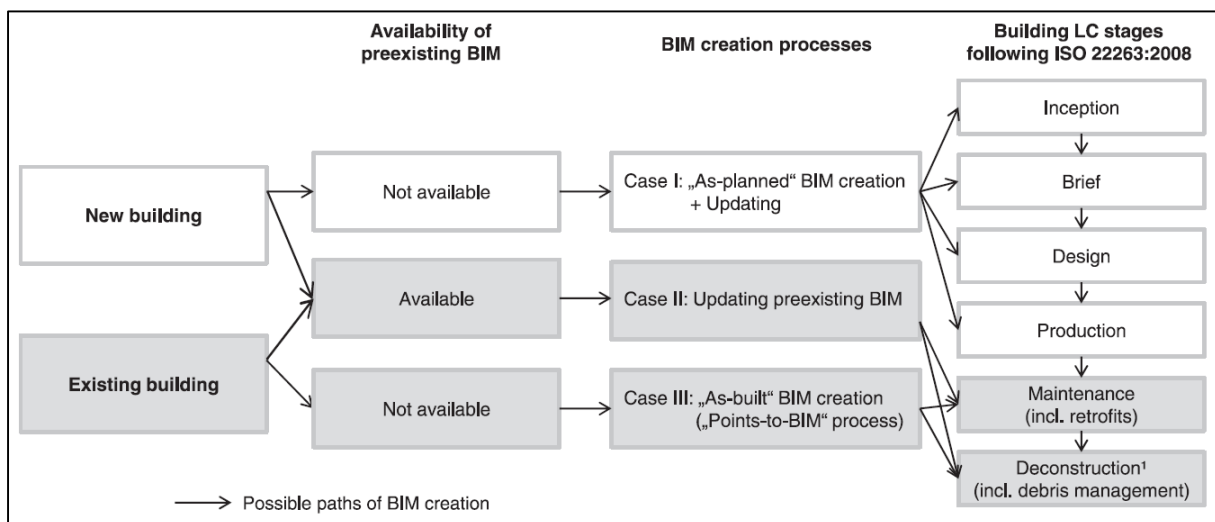 Availability of
preexisting BIM
BIM creation processes
Building LC stages
following ISO 22263:2008
New building
Existing building
Not available
Available
Not available
Case I: „As-planned“ BIM creation
+ Updating
Case II: Updating preexisting BIM
Case III: „As-built“ BIM creation
(„Points-to-BIM“ process)
Inception
Brief
Design
Production
Maintenance
(incl. retrofits)
Deconstruction¹
(incl. debris management)
Possible paths of BIM creation